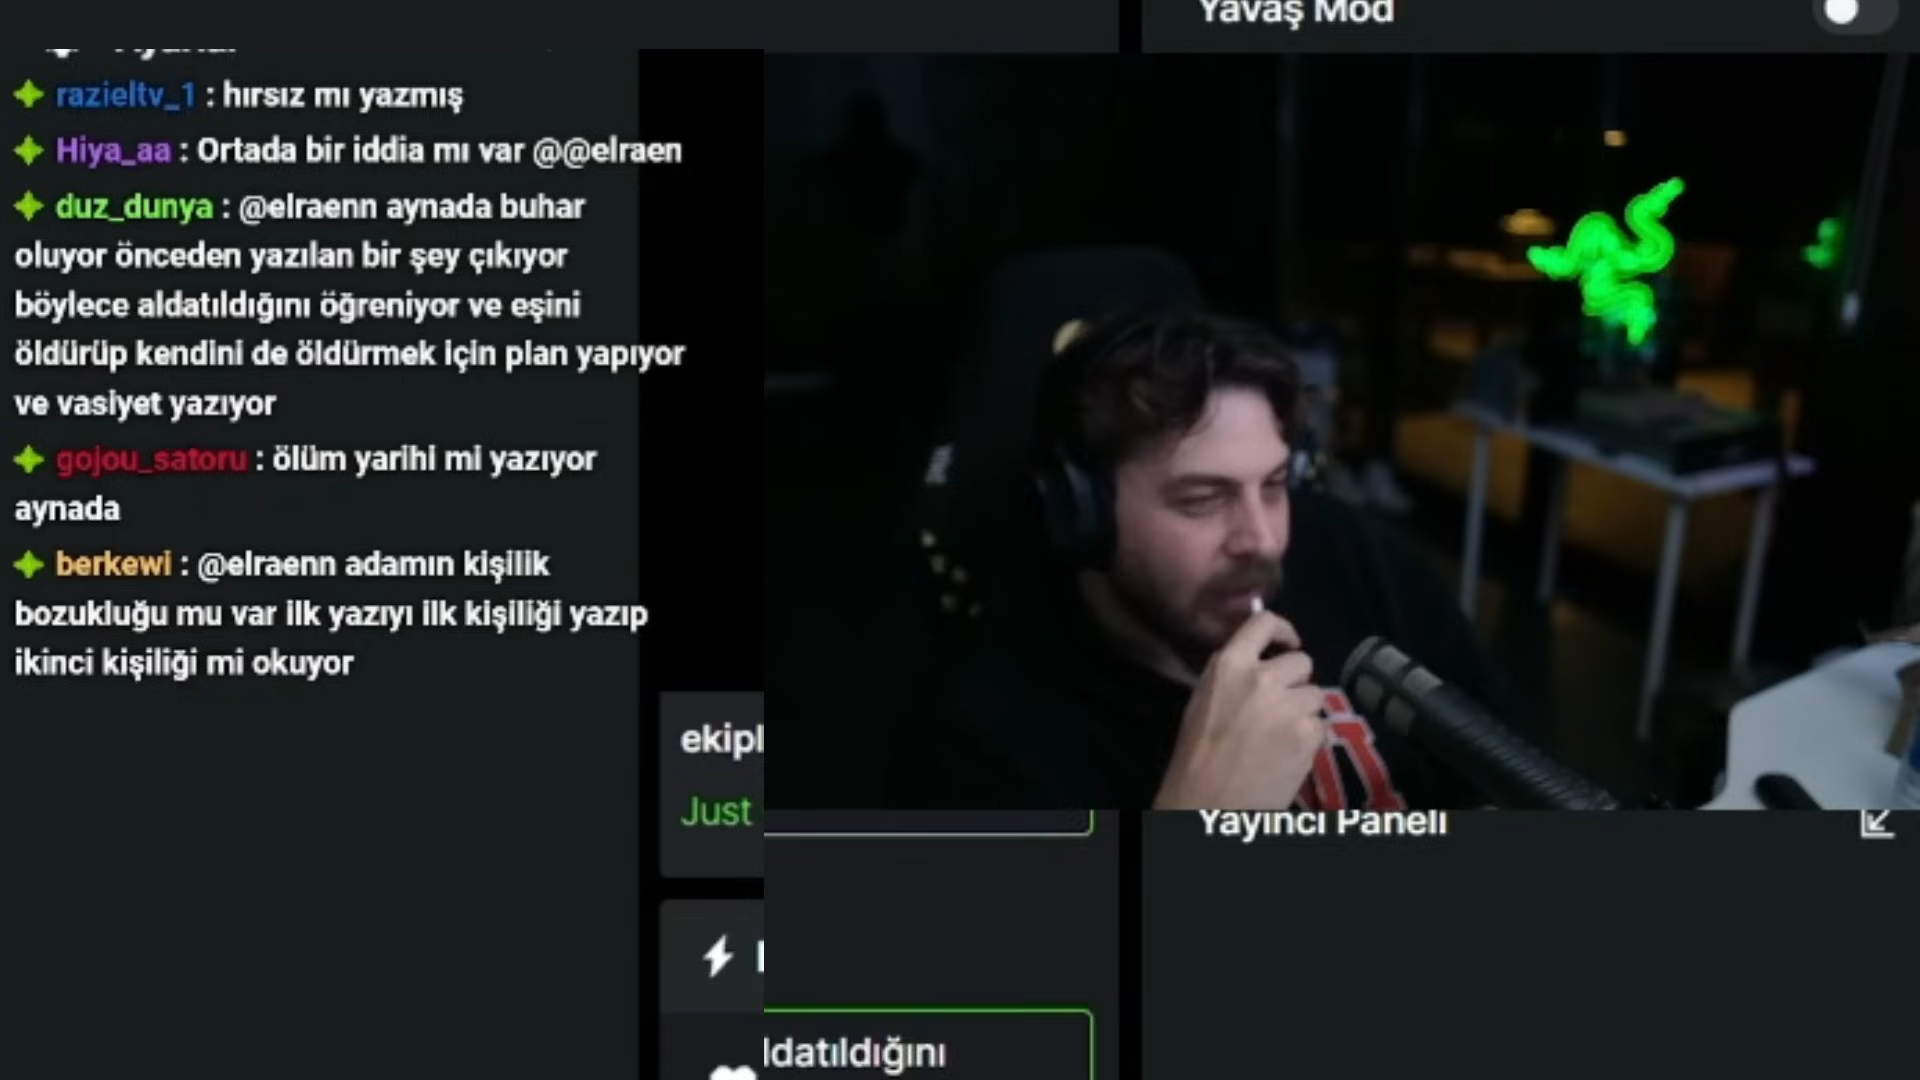 Yavaş Mod
razieltv_1 : hırsız mı yazmış
Hiya_aa : Ortada bir iddia mı var @@elraen
duz_dunya : @elraenn aynada buhar
oluyor önceden yazılan bir şey çıkıyor
böylece aldatıldığını öğreniyor ve eşini
öldürüp kendini de öldürmek için plan yapıyor
ve vasiyet yazıyor
gojou_satoru : ölüm yarihi mi yazıyor
aynada
berkewi : @elraenn adamın kişilik
bozukluğu mu var ilk yazıyı ilk kişiliği yazıp
ikinci kişiliği mi okuyor
ekipl
Just
Yayıncı Paneli
ldatıldığını